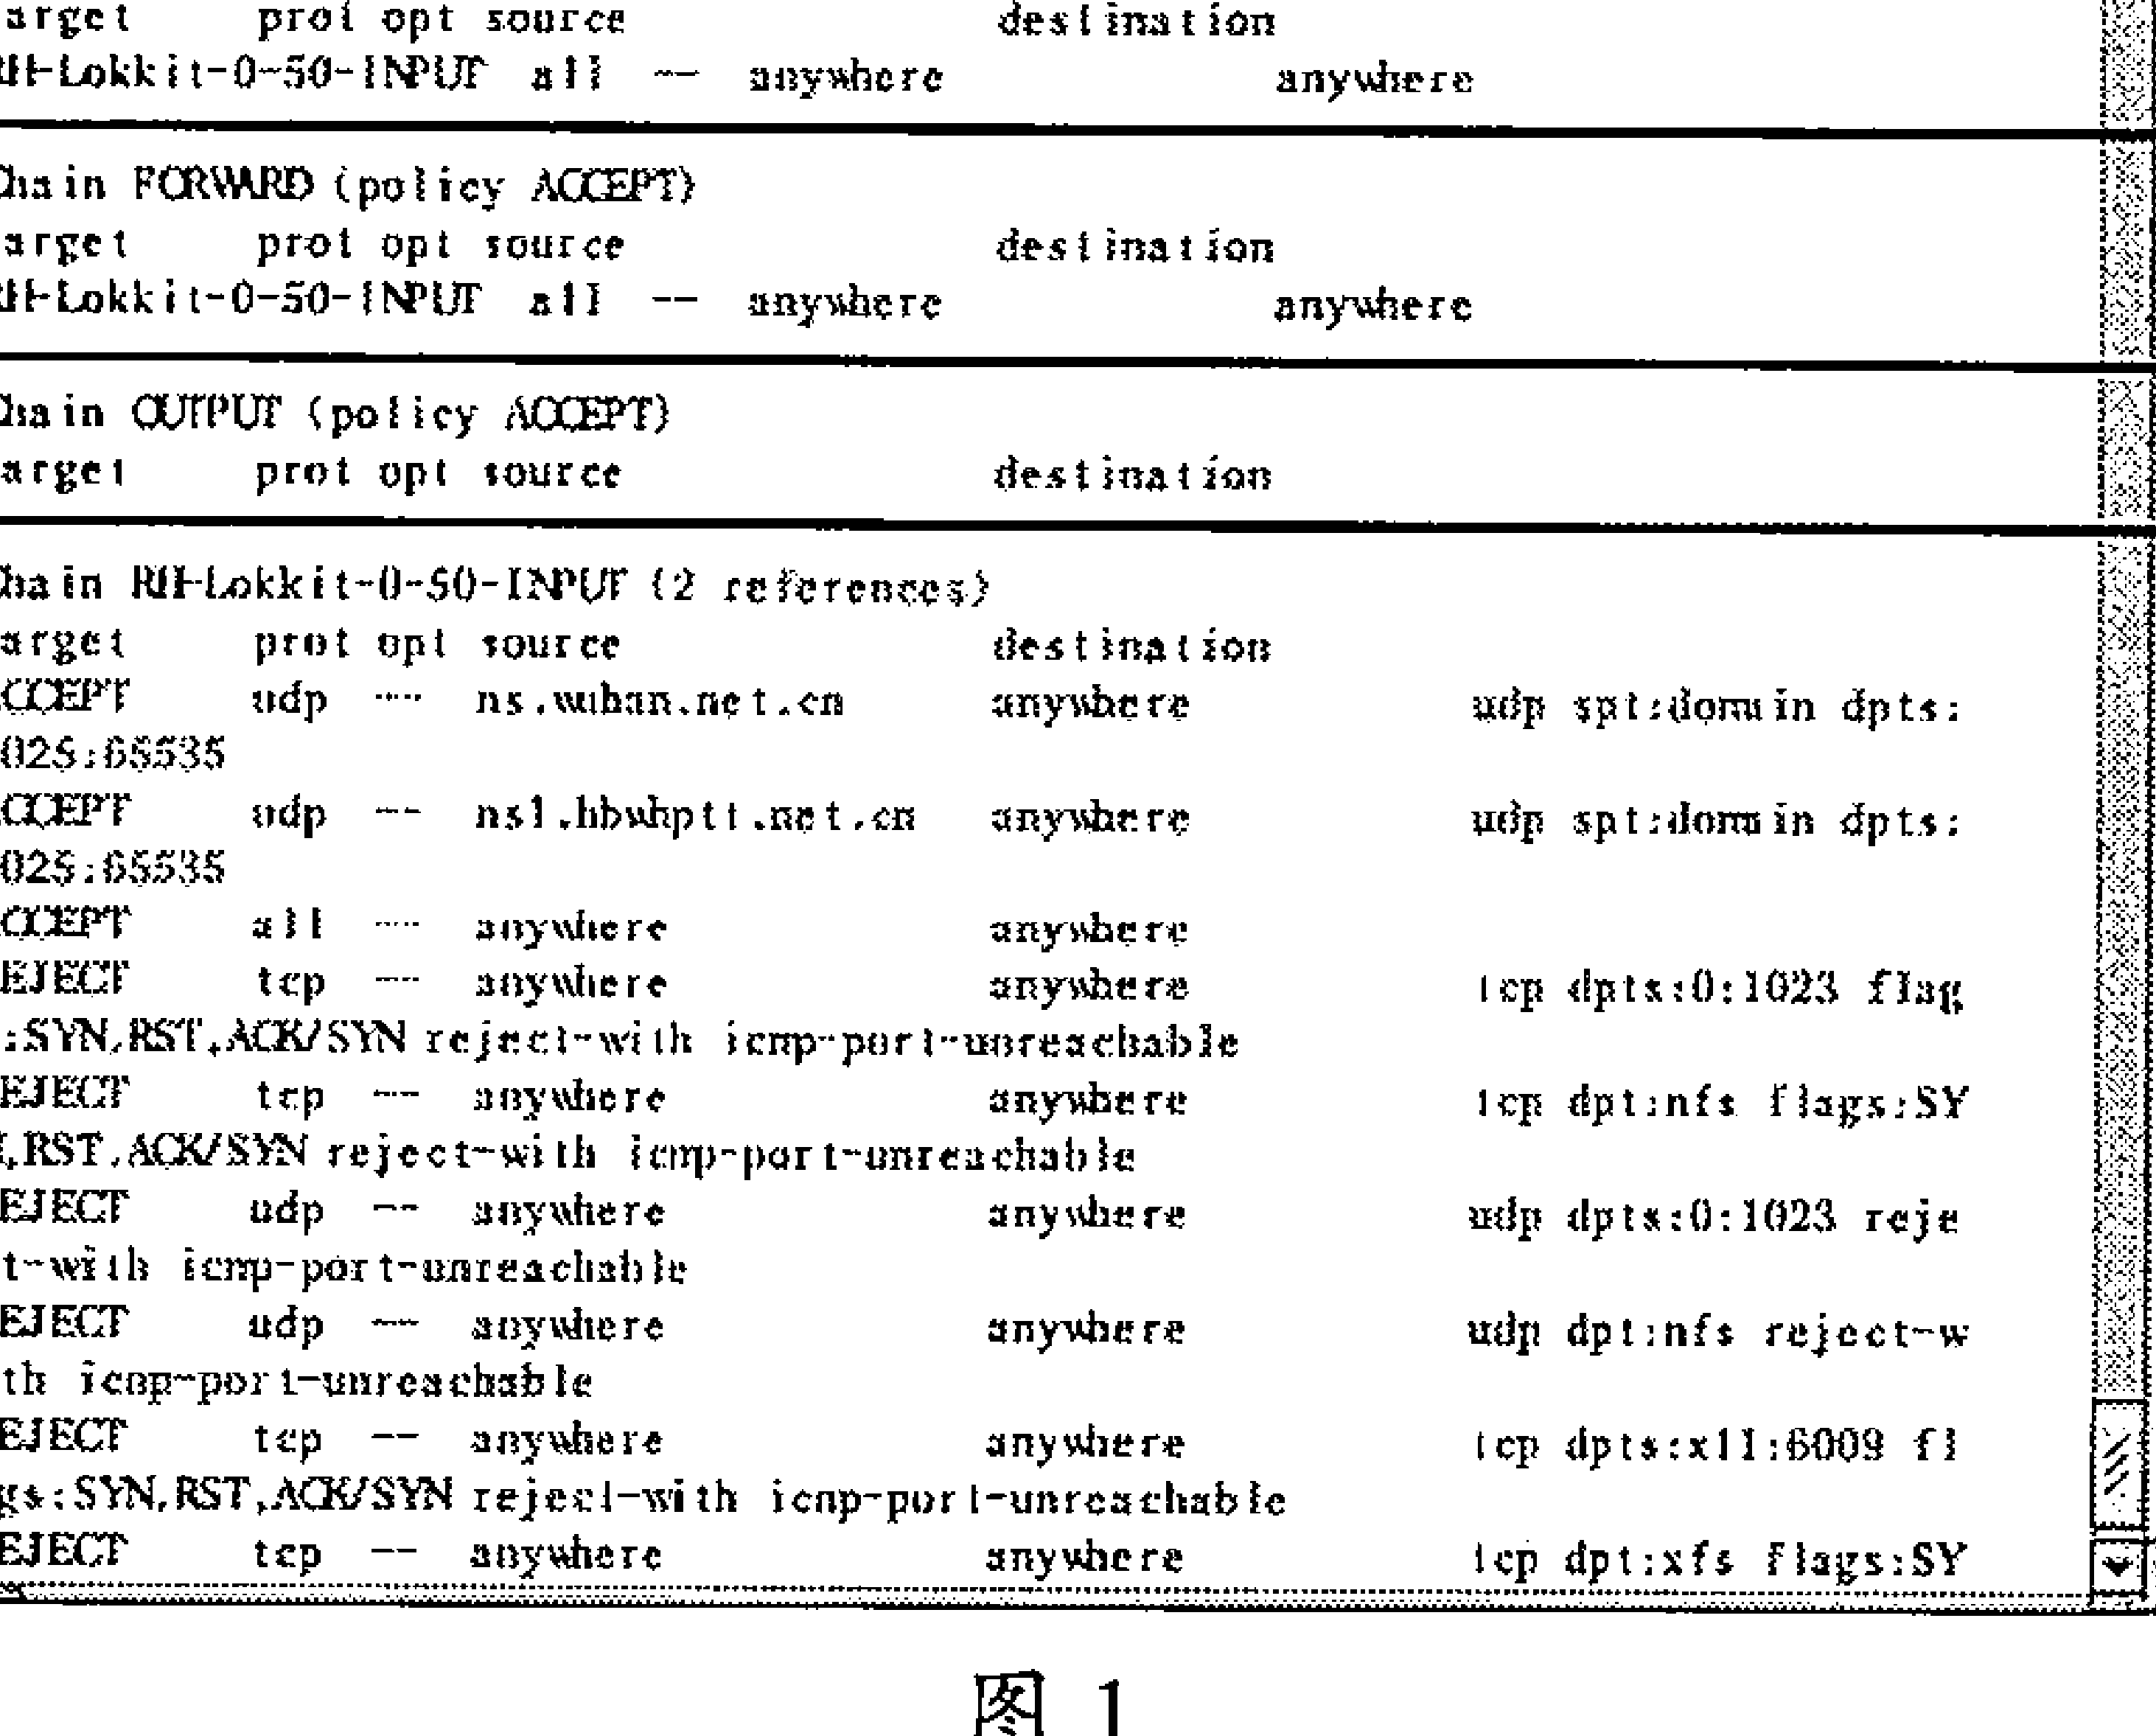 arget prot opt source destination
RH-Lokkit-0-50-INPUT all -- anywhere anywhere
Chain FORWARD (policy ACCEPT)
arget prot opt source destination
RH-Lokkit-0-50-INPUT all -- anywhere anywhere
Chain OUTPUT (policy ACCEPT)
arget prot opt source destination
Chain RH-Lokkit-0-50-INPUT (2 references)
arget prot opt source destination
CCEPT udp -- ns.wuhan.net.cn anywhere udp spt:domain dpts:
025:65535
CCEPT udp -- ns1.hbwhptt.net.cn anywhere udp spt:domain dpts:
025:65535
CCEPT all -- anywhere anywhere
EJECT tcp -- anywhere anywhere tcp dpts:0:1023 flag
:SYN,RST,ACK/SYN reject-with icmp-port-unreachable
EJECT tcp -- anywhere anywhere tcp dpt:nfs flags:SY
,RST,ACK/SYN reject-with icmp-port-unreachable
EJECT udp -- anywhere anywhere udp dpts:0:1023 reje
t-with icmp-port-unreachable
EJECT udp -- anywhere anywhere udp dpt:nfs reject-w
th icmp-port-unreachable
EJECT tcp -- anywhere anywhere tcp dpts:x11:6009 fl
gs:SYN,RST,ACK/SYN reject-with icmp-port-unreachable
EJECT tcp -- anywhere anywhere tcp dpt:xfs flags:SY
图 1